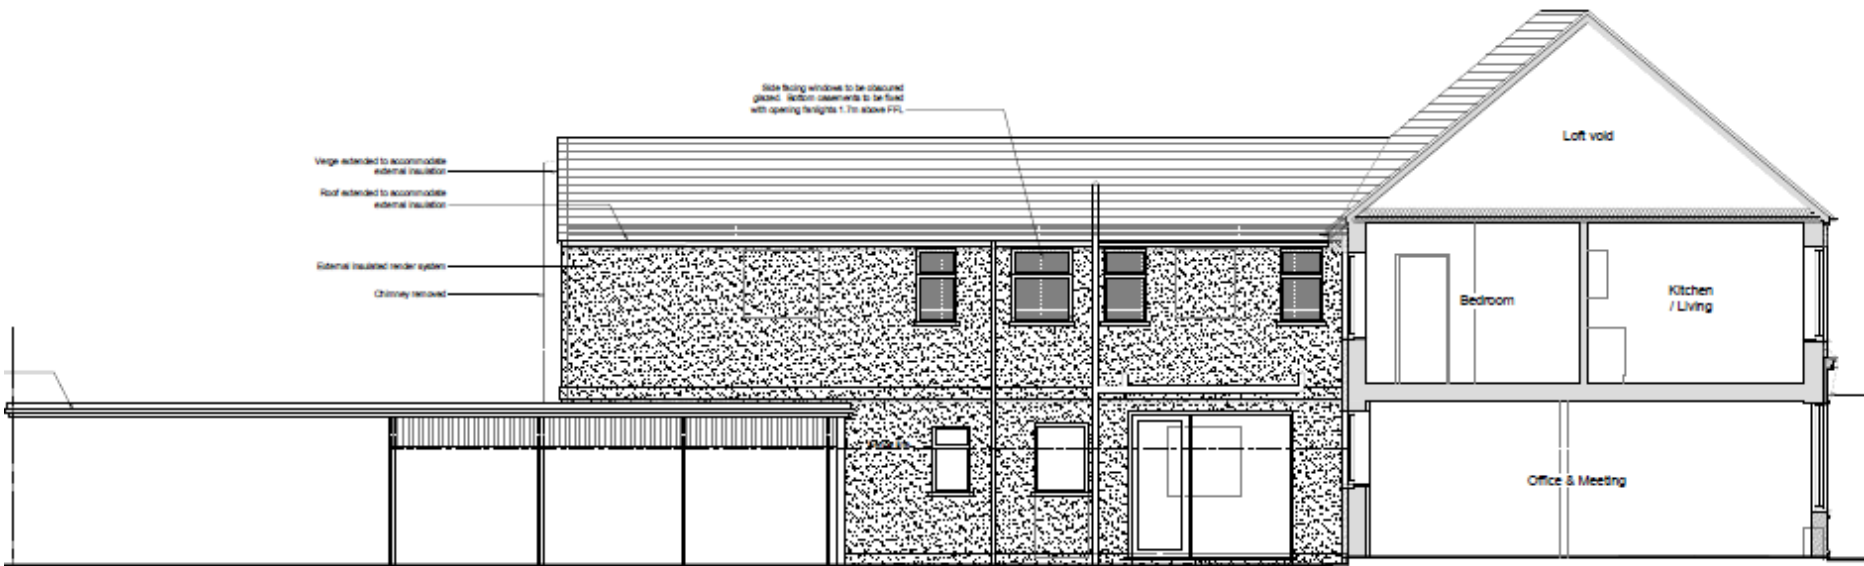 Side facing windows to be obscured
glazed. Bottom casements to be fixed
with opening fanlights 1.7m above FFL
Verge extended to accommodate
external insulation
Roof extended to accommodate
external insulation
External insulated render system
Chimney removed
Loft void
Bedroom
Kitchen
/ Living
Office & Meeting